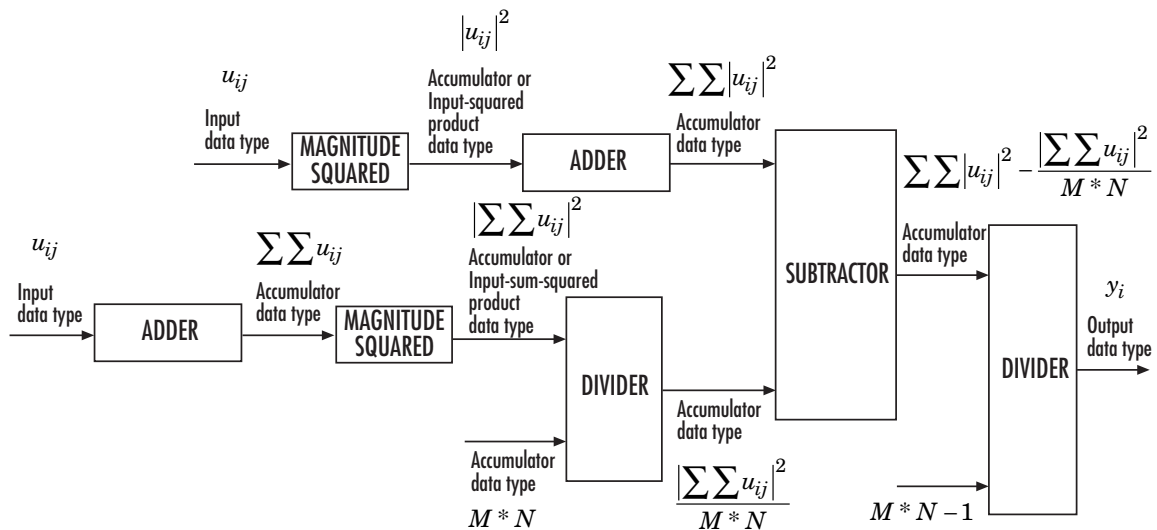 |u_ij|²
u_ij
Accumulator or
Input-squared
product
data type
∑∑|u_ij|²
Input
data type
MAGNITUDE
SQUARED
ADDER
Accumulator
data type
∑∑|u_ij|² − |∑∑u_ij|² / M * N
u_ij
∑∑u_ij
|∑∑u_ij|²
Input
data type
ADDER
Accumulator
data type
MAGNITUDE
SQUARED
Accumulator or
Input-sum-squared
product
data type
SUBTRACTOR
Accumulator
data type
DIVIDER
Accumulator
data type
Accumulator
data type
M * N
|∑∑u_ij|² / M * N
DIVIDER
M * N − 1
y_i
Output
data type